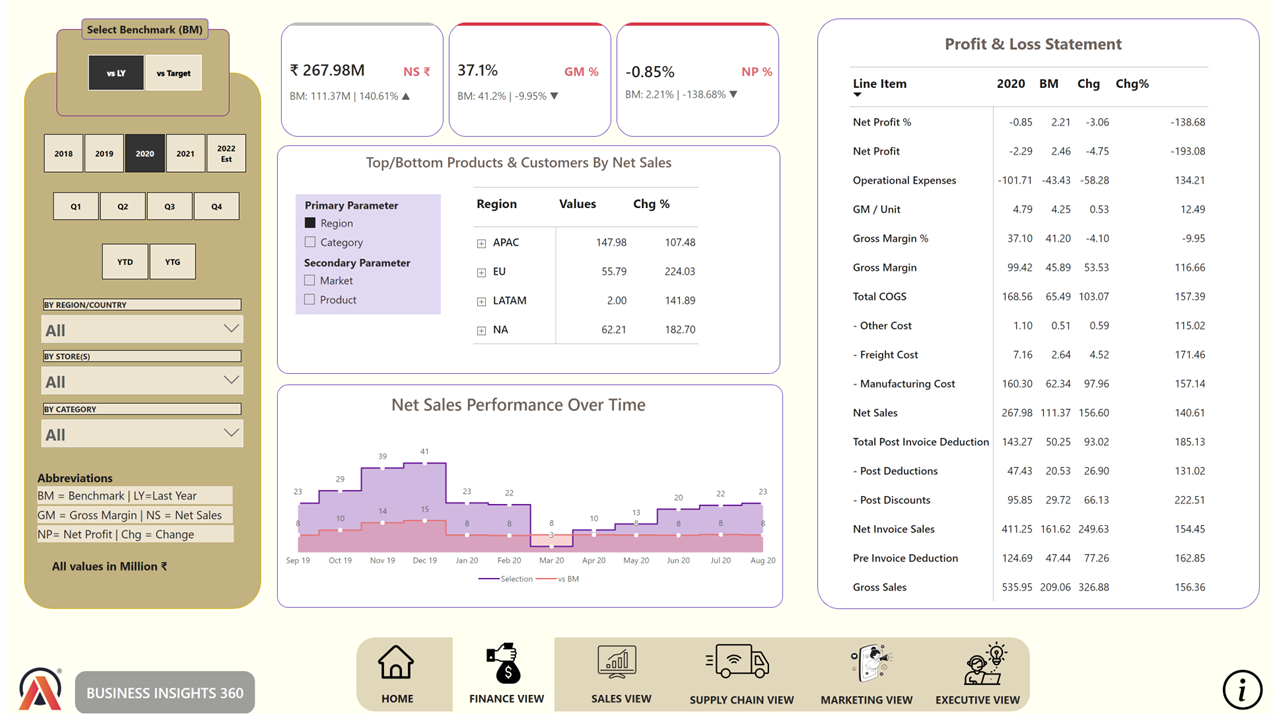 Select Benchmark (BM)
vs LY
vs Target
2018
2019
2020
2021
2022
Est
Q1
Q2
Q3
Q4
YTD
YTG
BY REGION/COUNTRY
All
BY STORE(S)
All
BY CATEGORY
All
Abbreviations
BM = Benchmark | LY=Last Year
GM = Gross Margin | NS = Net Sales
NP= Net Profit | Chg = Change
All values in Million ₹
₹ 267.98M NS ₹
BM: 111.37M | 140.61% ▲
37.1% GM %
BM: 41.2% | -9.95% ▼
-0.85% NP %
BM: 2.21% | -138.68% ▼
Top/Bottom Products & Customers By Net Sales
Primary Parameter
Region
Category
Secondary Parameter
Market
Product
Region Values Chg %
APAC 147.98 107.48
EU 55.79 224.03
LATAM 2.00 141.89
NA 62.21 182.70
Net Sales Performance Over Time
23 29 39 41 23 22 3 10 13 20 22 23
8 10 14 15 8 8 8 8 8 8 8 8
Sep 19 Oct 19 Nov 19 Dec 19 Jan 20 Feb 20 Mar 20 Apr 20 May 20 Jun 20 Jul 20 Aug 20
Selection vs BM
Profit & Loss Statement
Line Item 2020 BM Chg Chg%
Net Profit % -0.85 2.21 -3.06 -138.68
Net Profit -2.29 2.46 -4.75 -193.08
Operational Expenses -101.71 -43.43 -58.28 134.21
GM / Unit 4.79 4.25 0.53 12.49
Gross Margin % 37.10 41.20 -4.10 -9.95
Gross Margin 99.42 45.89 53.53 116.66
Total COGS 168.56 65.49 103.07 157.39
- Other Cost 1.10 0.51 0.59 115.02
- Freight Cost 7.16 2.64 4.52 171.46
- Manufacturing Cost 160.30 62.34 97.96 157.14
Net Sales 267.98 111.37 156.60 140.61
Total Post Invoice Deduction 143.27 50.25 93.02 185.13
- Post Deductions 47.43 20.53 26.90 131.02
- Post Discounts 95.85 29.72 66.13 222.51
Net Invoice Sales 411.25 161.62 249.63 154.45
Pre Invoice Deduction 124.69 47.44 77.26 162.85
Gross Sales 535.95 209.06 326.88 156.36
BUSINESS INSIGHTS 360
HOME
FINANCE VIEW
SALES VIEW
SUPPLY CHAIN VIEW
MARKETING VIEW
EXECUTIVE VIEW